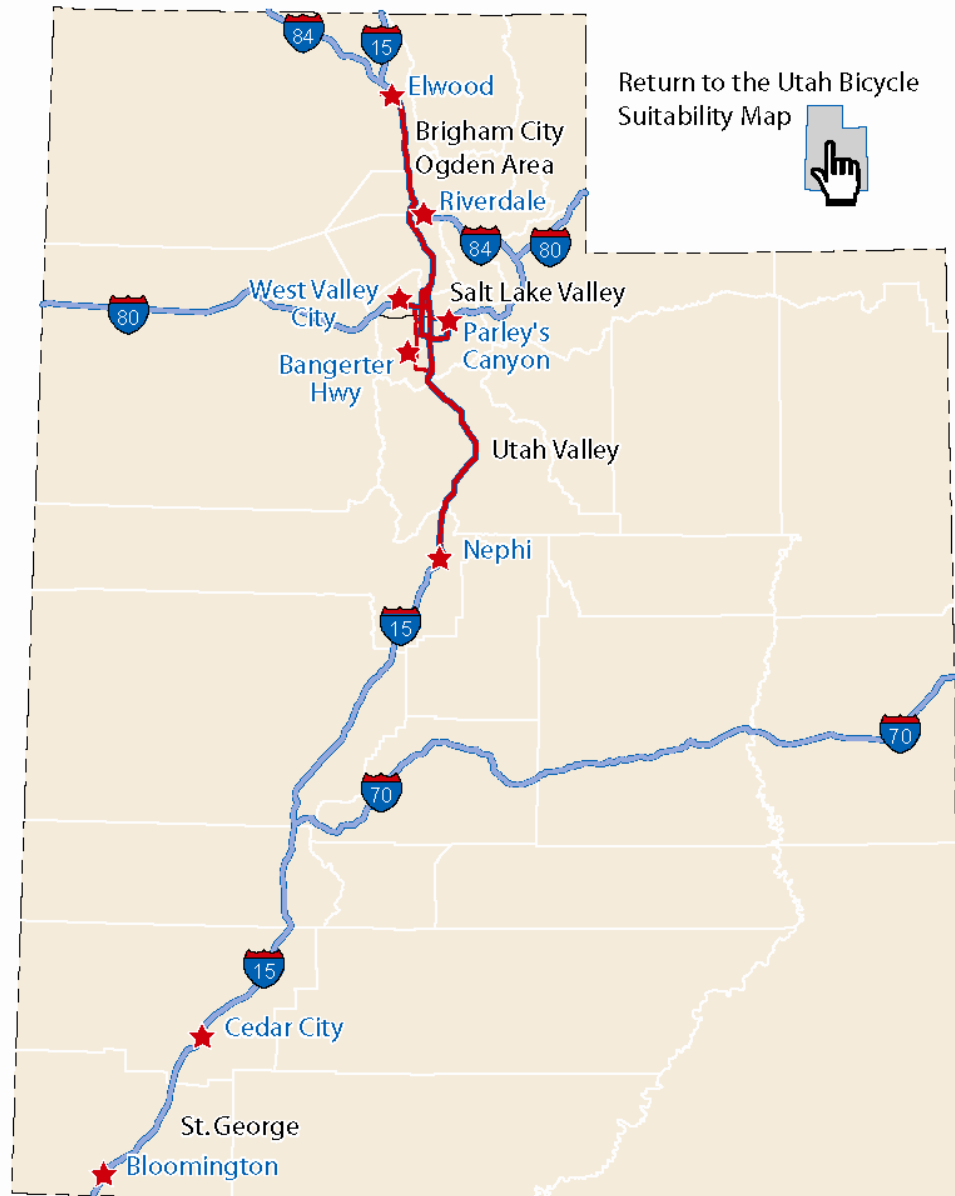 84
15
Return to the Utah Bicycle
Suitability Map
Elwood
Brigham City
Ogden Area
Riverdale
84
80
West Valley
City
Salt Lake Valley
80
Parley's
Canyon
Bangerter
Hwy
Utah Valley
Nephi
15
70
70
15
Cedar City
St. George
Bloomington